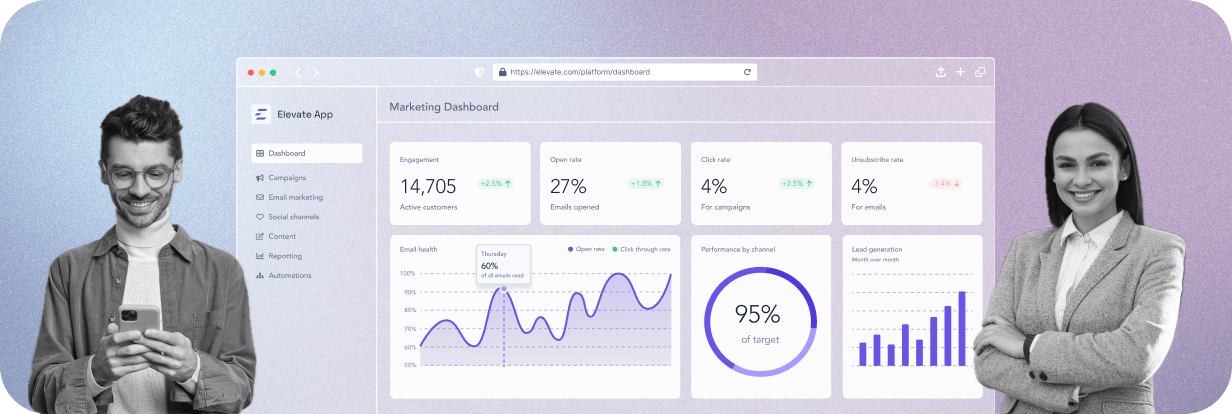 https://elevate.com/platform/dashboard
Elevate App
Marketing Dashboard
Dashboard
Campaigns
Email marketing
Social channels
Content
Reporting
Automations
Engagement
14,705
+2.5% ↑
Active customers
Open rate
27%
+1.8% ↑
Emails opened
Click rate
4%
+2.5% ↑
For campaigns
Unsubscribe rate
4%
-3.4% ↓
For emails
Email health
Open rate
Click through rate
Thursday
60%
of all emails read
100%
90%
80%
70%
60%
50%
Performance by channel
95%
of target
Lead generation
Month over month